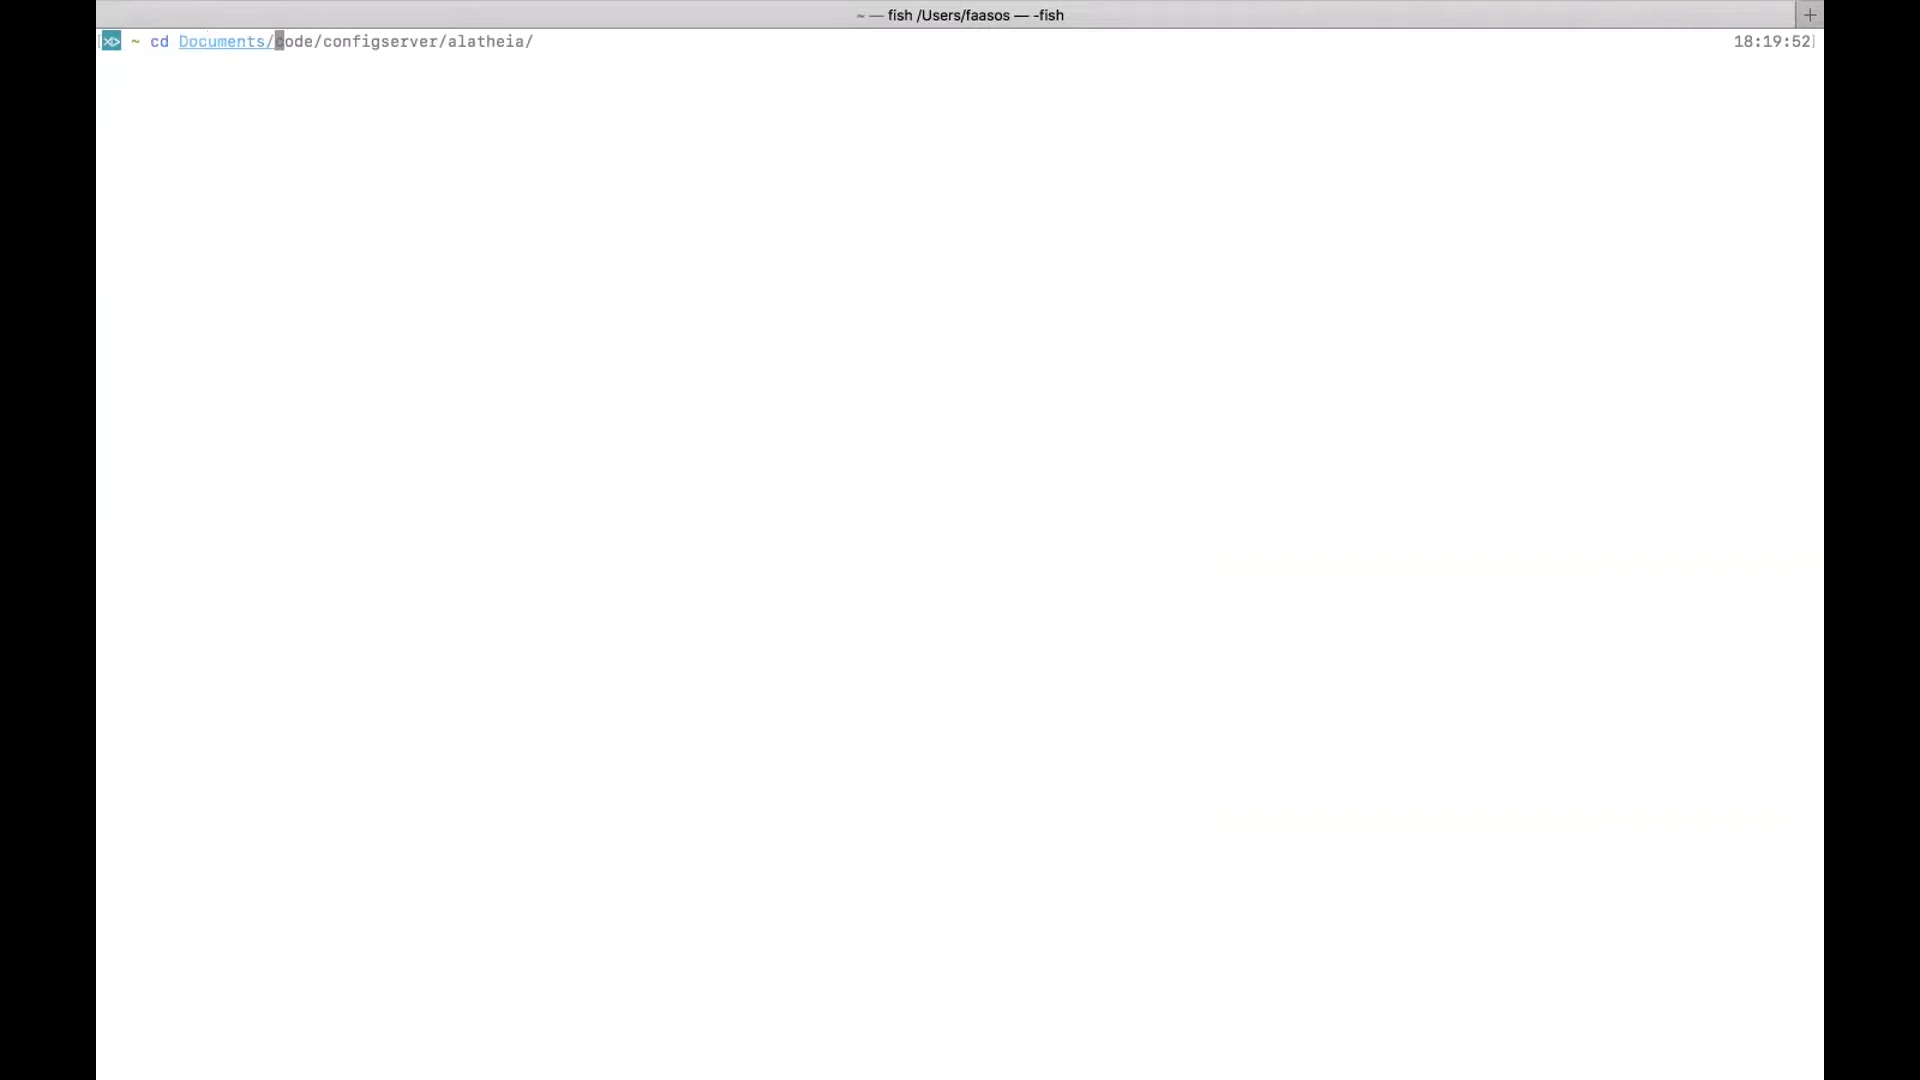 ~ — fish /Users/faasos — -fish
~ cd Documents/code/configserver/alatheia/ 18:19:52